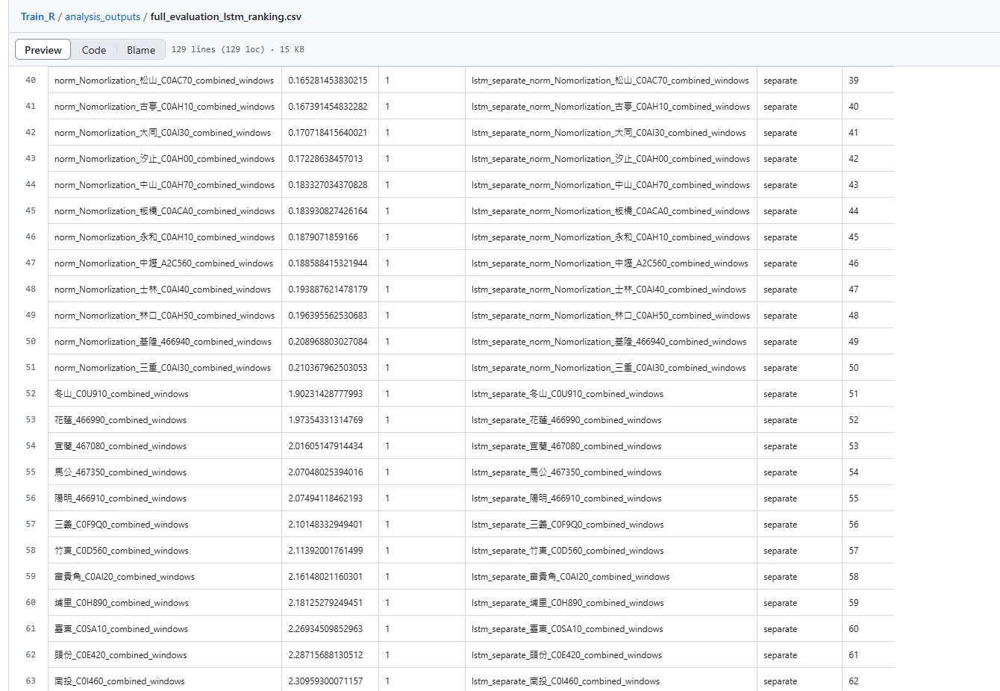 Train_R / analysis_outputs / full_evaluation_lstm_ranking.csv
Preview Code Blame 129 lines (129 loc) · 15 KB
40 norm_Nomorlization_松山_C0AC70_combined_windows 0.165281453830215 1 lstm_separate_norm_Nomorlization_松山_C0AC70_combined_windows separate 39
41 norm_Nomorlization_古亭_C0AH10_combined_windows 0.167391454832282 1 lstm_separate_norm_Nomorlization_古亭_C0AH10_combined_windows separate 40
42 norm_Nomorlization_大同_C0AI30_combined_windows 0.170718415640021 1 lstm_separate_norm_Nomorlization_大同_C0AI30_combined_windows separate 41
43 norm_Nomorlization_汐止_C0AH00_combined_windows 0.17228638457013 1 lstm_separate_norm_Nomorlization_汐止_C0AH00_combined_windows separate 42
44 norm_Nomorlization_中山_C0AH70_combined_windows 0.183327034370828 1 lstm_separate_norm_Nomorlization_中山_C0AH70_combined_windows separate 43
45 norm_Nomorlization_板橋_C0ACA0_combined_windows 0.183930827426164 1 lstm_separate_norm_Nomorlization_板橋_C0ACA0_combined_windows separate 44
46 norm_Nomorlization_永和_C0AH10_combined_windows 0.1879071859166 1 lstm_separate_norm_Nomorlization_永和_C0AH10_combined_windows separate 45
47 norm_Nomorlization_中壢_A2C560_combined_windows 0.188588415321944 1 lstm_separate_norm_Nomorlization_中壢_A2C560_combined_windows separate 46
48 norm_Nomorlization_士林_C0AI40_combined_windows 0.193887621478179 1 lstm_separate_norm_Nomorlization_士林_C0AI40_combined_windows separate 47
49 norm_Nomorlization_林口_C0AH50_combined_windows 0.196395562530683 1 lstm_separate_norm_Nomorlization_林口_C0AH50_combined_windows separate 48
50 norm_Nomorlization_基隆_466940_combined_windows 0.208968803027084 1 lstm_separate_norm_Nomorlization_基隆_466940_combined_windows separate 49
51 norm_Nomorlization_三重_C0AI30_combined_windows 0.210367962503053 1 lstm_separate_norm_Nomorlization_三重_C0AI30_combined_windows separate 50
52 冬山_C0U910_combined_windows 1.90231428777993 1 lstm_separate_冬山_C0U910_combined_windows separate 51
53 花蓮_466990_combined_windows 1.97354331314769 1 lstm_separate_花蓮_466990_combined_windows separate 52
54 宜蘭_467080_combined_windows 2.01605147914434 1 lstm_separate_宜蘭_467080_combined_windows separate 53
55 馬公_467350_combined_windows 2.07048025394016 1 lstm_separate_馬公_467350_combined_windows separate 54
56 陽明_466910_combined_windows 2.07494118462193 1 lstm_separate_陽明_466910_combined_windows separate 55
57 三義_C0F9Q0_combined_windows 2.10148332949401 1 lstm_separate_三義_C0F9Q0_combined_windows separate 56
58 竹東_C0D560_combined_windows 2.11392001761499 1 lstm_separate_竹東_C0D560_combined_windows separate 57
59 富貴角_C0AI20_combined_windows 2.16148021160301 1 lstm_separate_富貴角_C0AI20_combined_windows separate 58
60 埔里_C0H890_combined_windows 2.18125279249451 1 lstm_separate_埔里_C0H890_combined_windows separate 59
61 臺東_C0SA10_combined_windows 2.26934509852963 1 lstm_separate_臺東_C0SA10_combined_windows separate 60
62 頭份_C0E420_combined_windows 2.28715688130512 1 lstm_separate_頭份_C0E420_combined_windows separate 61
63 南投_C0I460_combined_windows 2.30959300071157 1 lstm_separate_南投_C0I460_combined_windows separate 62